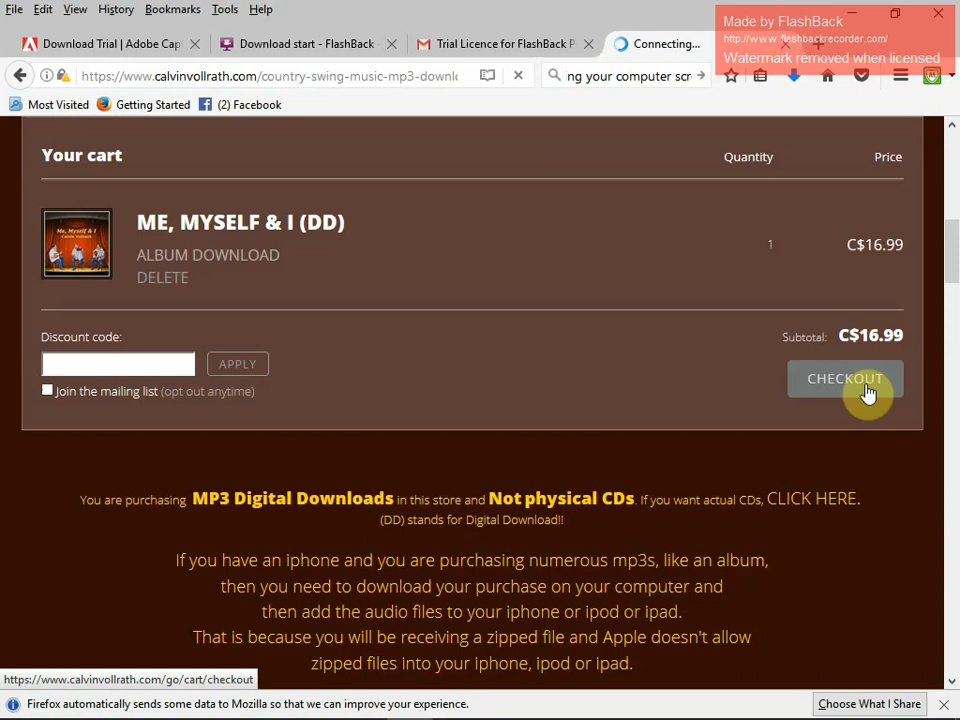 File Edit View History Bookmarks Tools Help
Made by FlashBack
http://www.flashbackrecorder.com/
Watermark removed when licensed
Download Trial | Adobe Cap
Download start - FlashBack
Trial Licence for FlashBack P
Connecting...
https://www.calvinvollrath.com/country-swing-music-mp3-downlc
ng your computer scr
Most Visited Getting Started (2) Facebook
Your cart Quantity Price
ME, MYSELF & I (DD)
ALBUM DOWNLOAD
DELETE
1 C$16.99
Me, Myself & I
Calvin Vollrath
Discount code:
APPLY
Join the mailing list (opt out anytime)
Subtotal: C$16.99
CHECKOUT
You are purchasing MP3 Digital Downloads in this store and Not physical CDs. If you want actual CDs, CLICK HERE.
(DD) stands for Digital Download!!
If you have an iphone and you are purchasing numerous mp3s, like an album,
then you need to download your purchase on your computer and
then add the audio files to your iphone or ipod or ipad.
That is because you will be receiving a zipped file and Apple doesn't allow
zipped files into your iphone, ipod or ipad.
https://www.calvinvollrath.com/go/cart/checkout
Firefox automatically sends some data to Mozilla so that we can improve your experience.
Choose What I Share